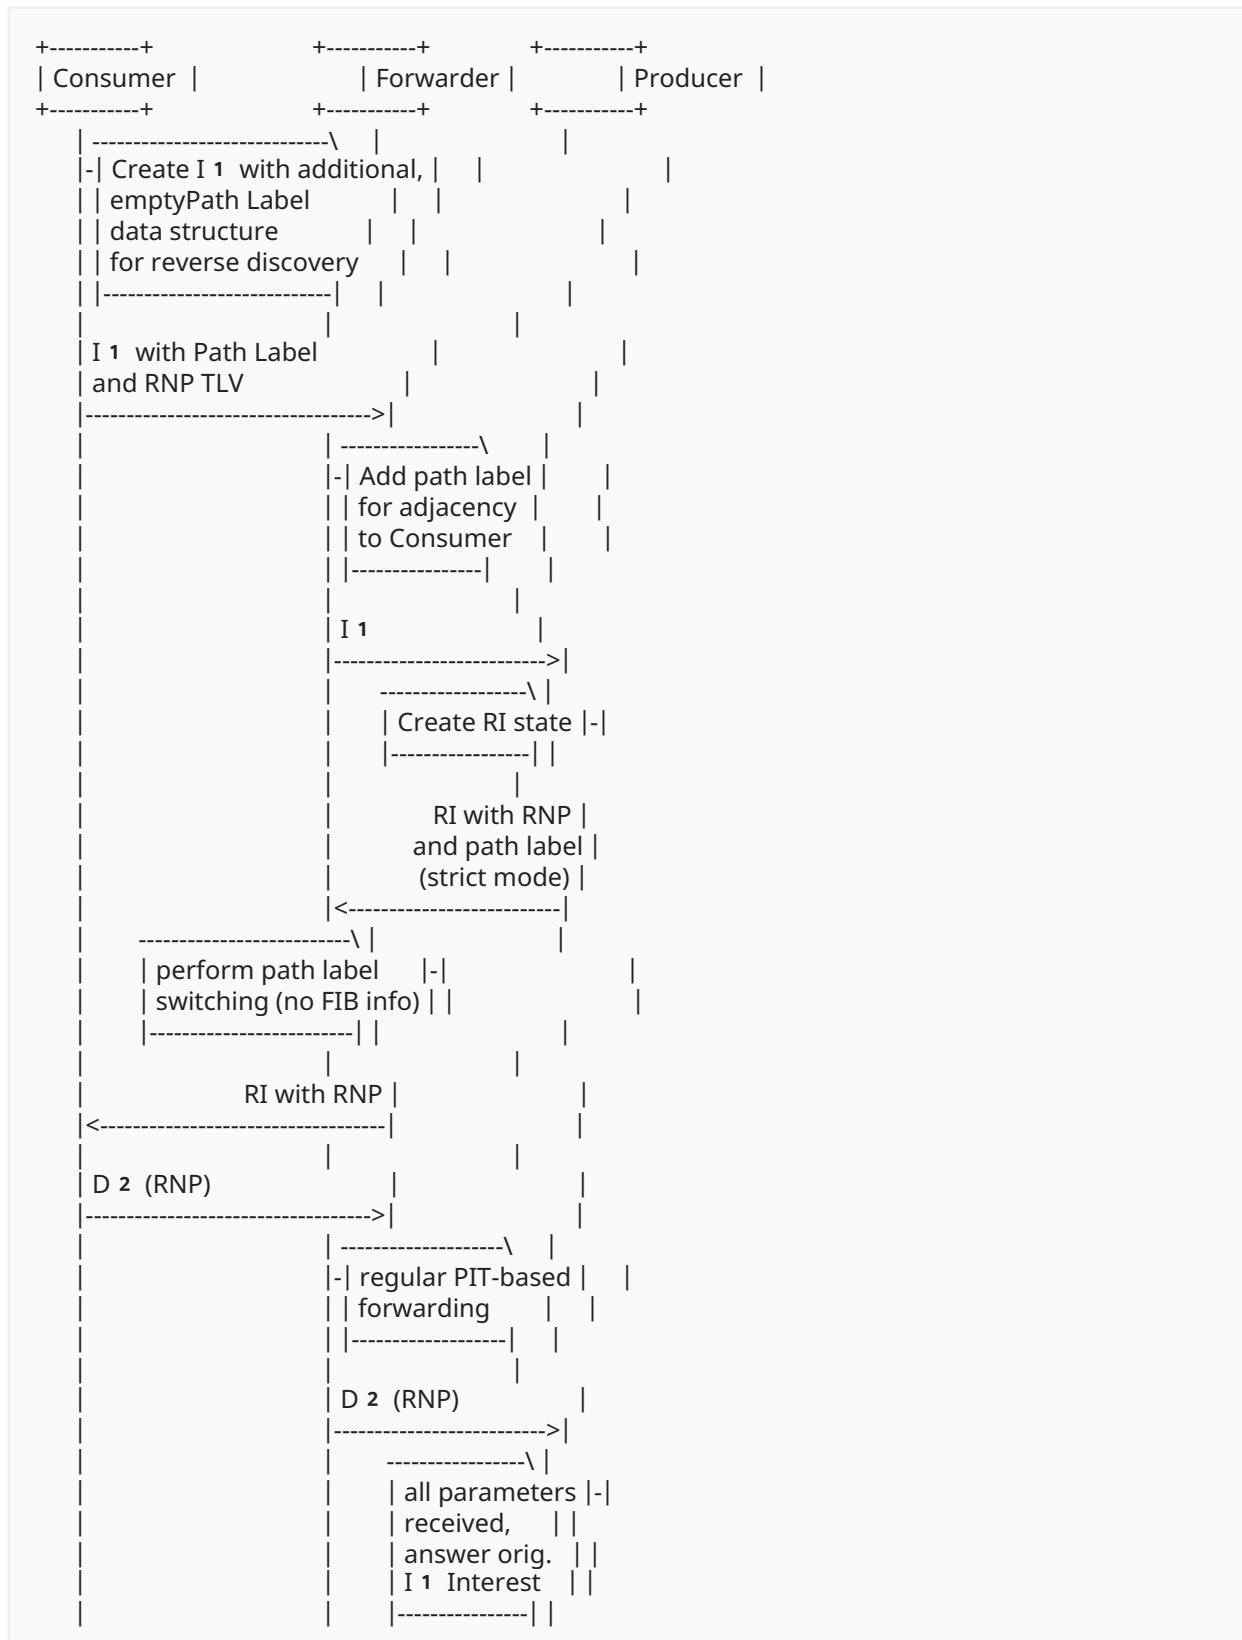 +-----------+                    +-----------+            +-----------+
| Consumer  |                    | Forwarder |            | Producer  |
+-----------+                    +-----------+            +-----------+
| ----------------------------\    |                    |
|-| Create I 1  with additional, |    |                    |
| | emptyPath Label          |    |                    |
| | data structure           |    |                    |
| | for reverse discovery     |    |                    |
| |---------------------------|    |                    |
|                             |                    |
| I 1  with Path Label              |                    |
| and RNP TLV                   |                    |
|---------------------------------->|                    |
|                             | -----------------\      |
|                             |-| Add path label |      |
|                             | | for adjacency  |      |
|                             | | to Consumer    |      |
|                             | |----------------|      |
|                             |                    |
|                             | I 1                    |
|                             |-------------------------->|
|                             |      ------------------\ |
|                             |      | Create RI state |-|
|                             |      |-----------------| |
|                             |                    |
|                             |            RI with RNP |
|                             |          and path label |
|                             |           (strict mode) |
|                             |<--------------------------|
|      --------------------------\ |                    |
|      | perform path label      |-|                    |
|      | switching (no FIB info) | |                    |
|      |-------------------------| |                    |
|                             |                    |
|                  RI with RNP |                    |
|<-----------------------------------|                    |
|                             |                    |
| D 2  (RNP)                    |                    |
|---------------------------------->|                    |
|                             | --------------------\    |
|                             |-| regular PIT-based |    |
|                             | | forwarding        |    |
|                             | |-------------------|    |
|                             |                    |
|                             | D 2  (RNP)              |
|                             |-------------------------->|
|                             |      -----------------\ |
|                             |      | all parameters |-|
|                             |      | received,      | |
|                             |      | answer orig.   | |
|                             |      | I 1  Interest    | |
|                             |      |----------------| |